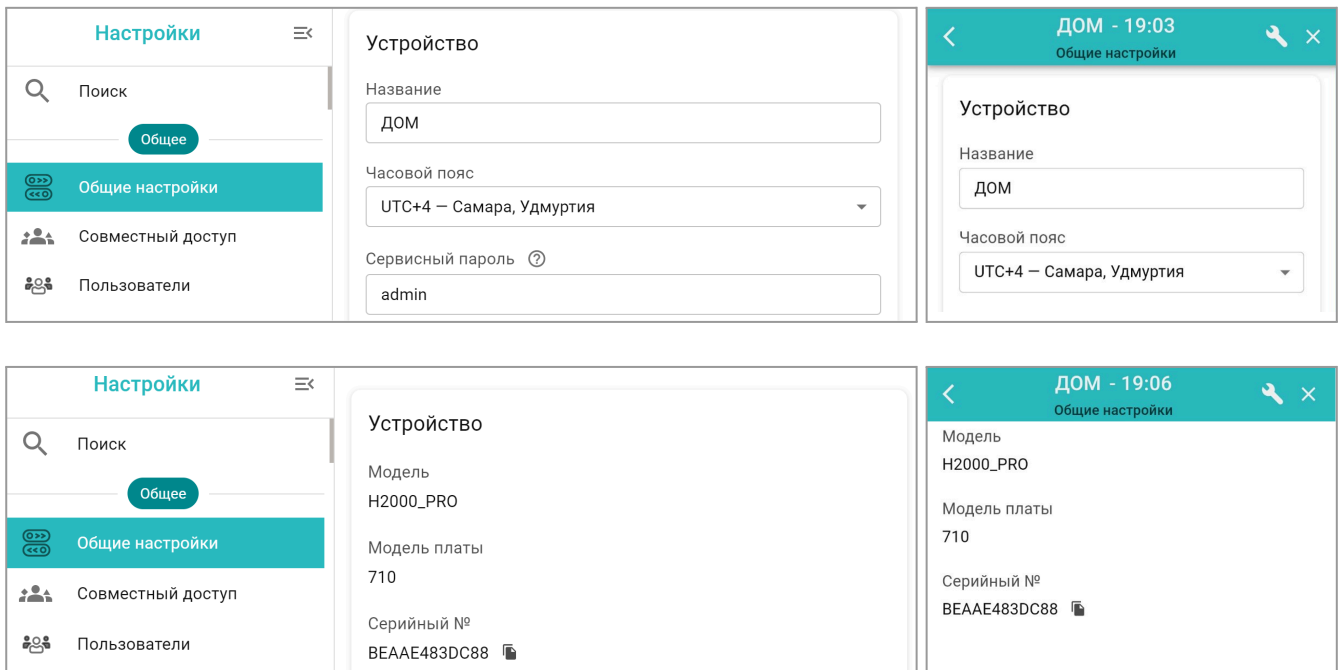 Настройки
Поиск
Общее
Общие настройки
Совместный доступ
Пользователи
Устройство
Название
ДОМ
Часовой пояс
UTC+4 — Самара, Удмуртия
Сервисный пароль
admin
ДОМ - 19:03
Общие настройки
Устройство
Название
ДОМ
Часовой пояс
UTC+4 — Самара, Удмуртия
Настройки
Поиск
Общее
Общие настройки
Совместный доступ
Пользователи
Устройство
Модель
H2000_PRO
Модель платы
710
Серийный №
BEAAE483DC88
ДОМ - 19:06
Общие настройки
Модель
H2000_PRO
Модель платы
710
Серийный №
BEAAE483DC88